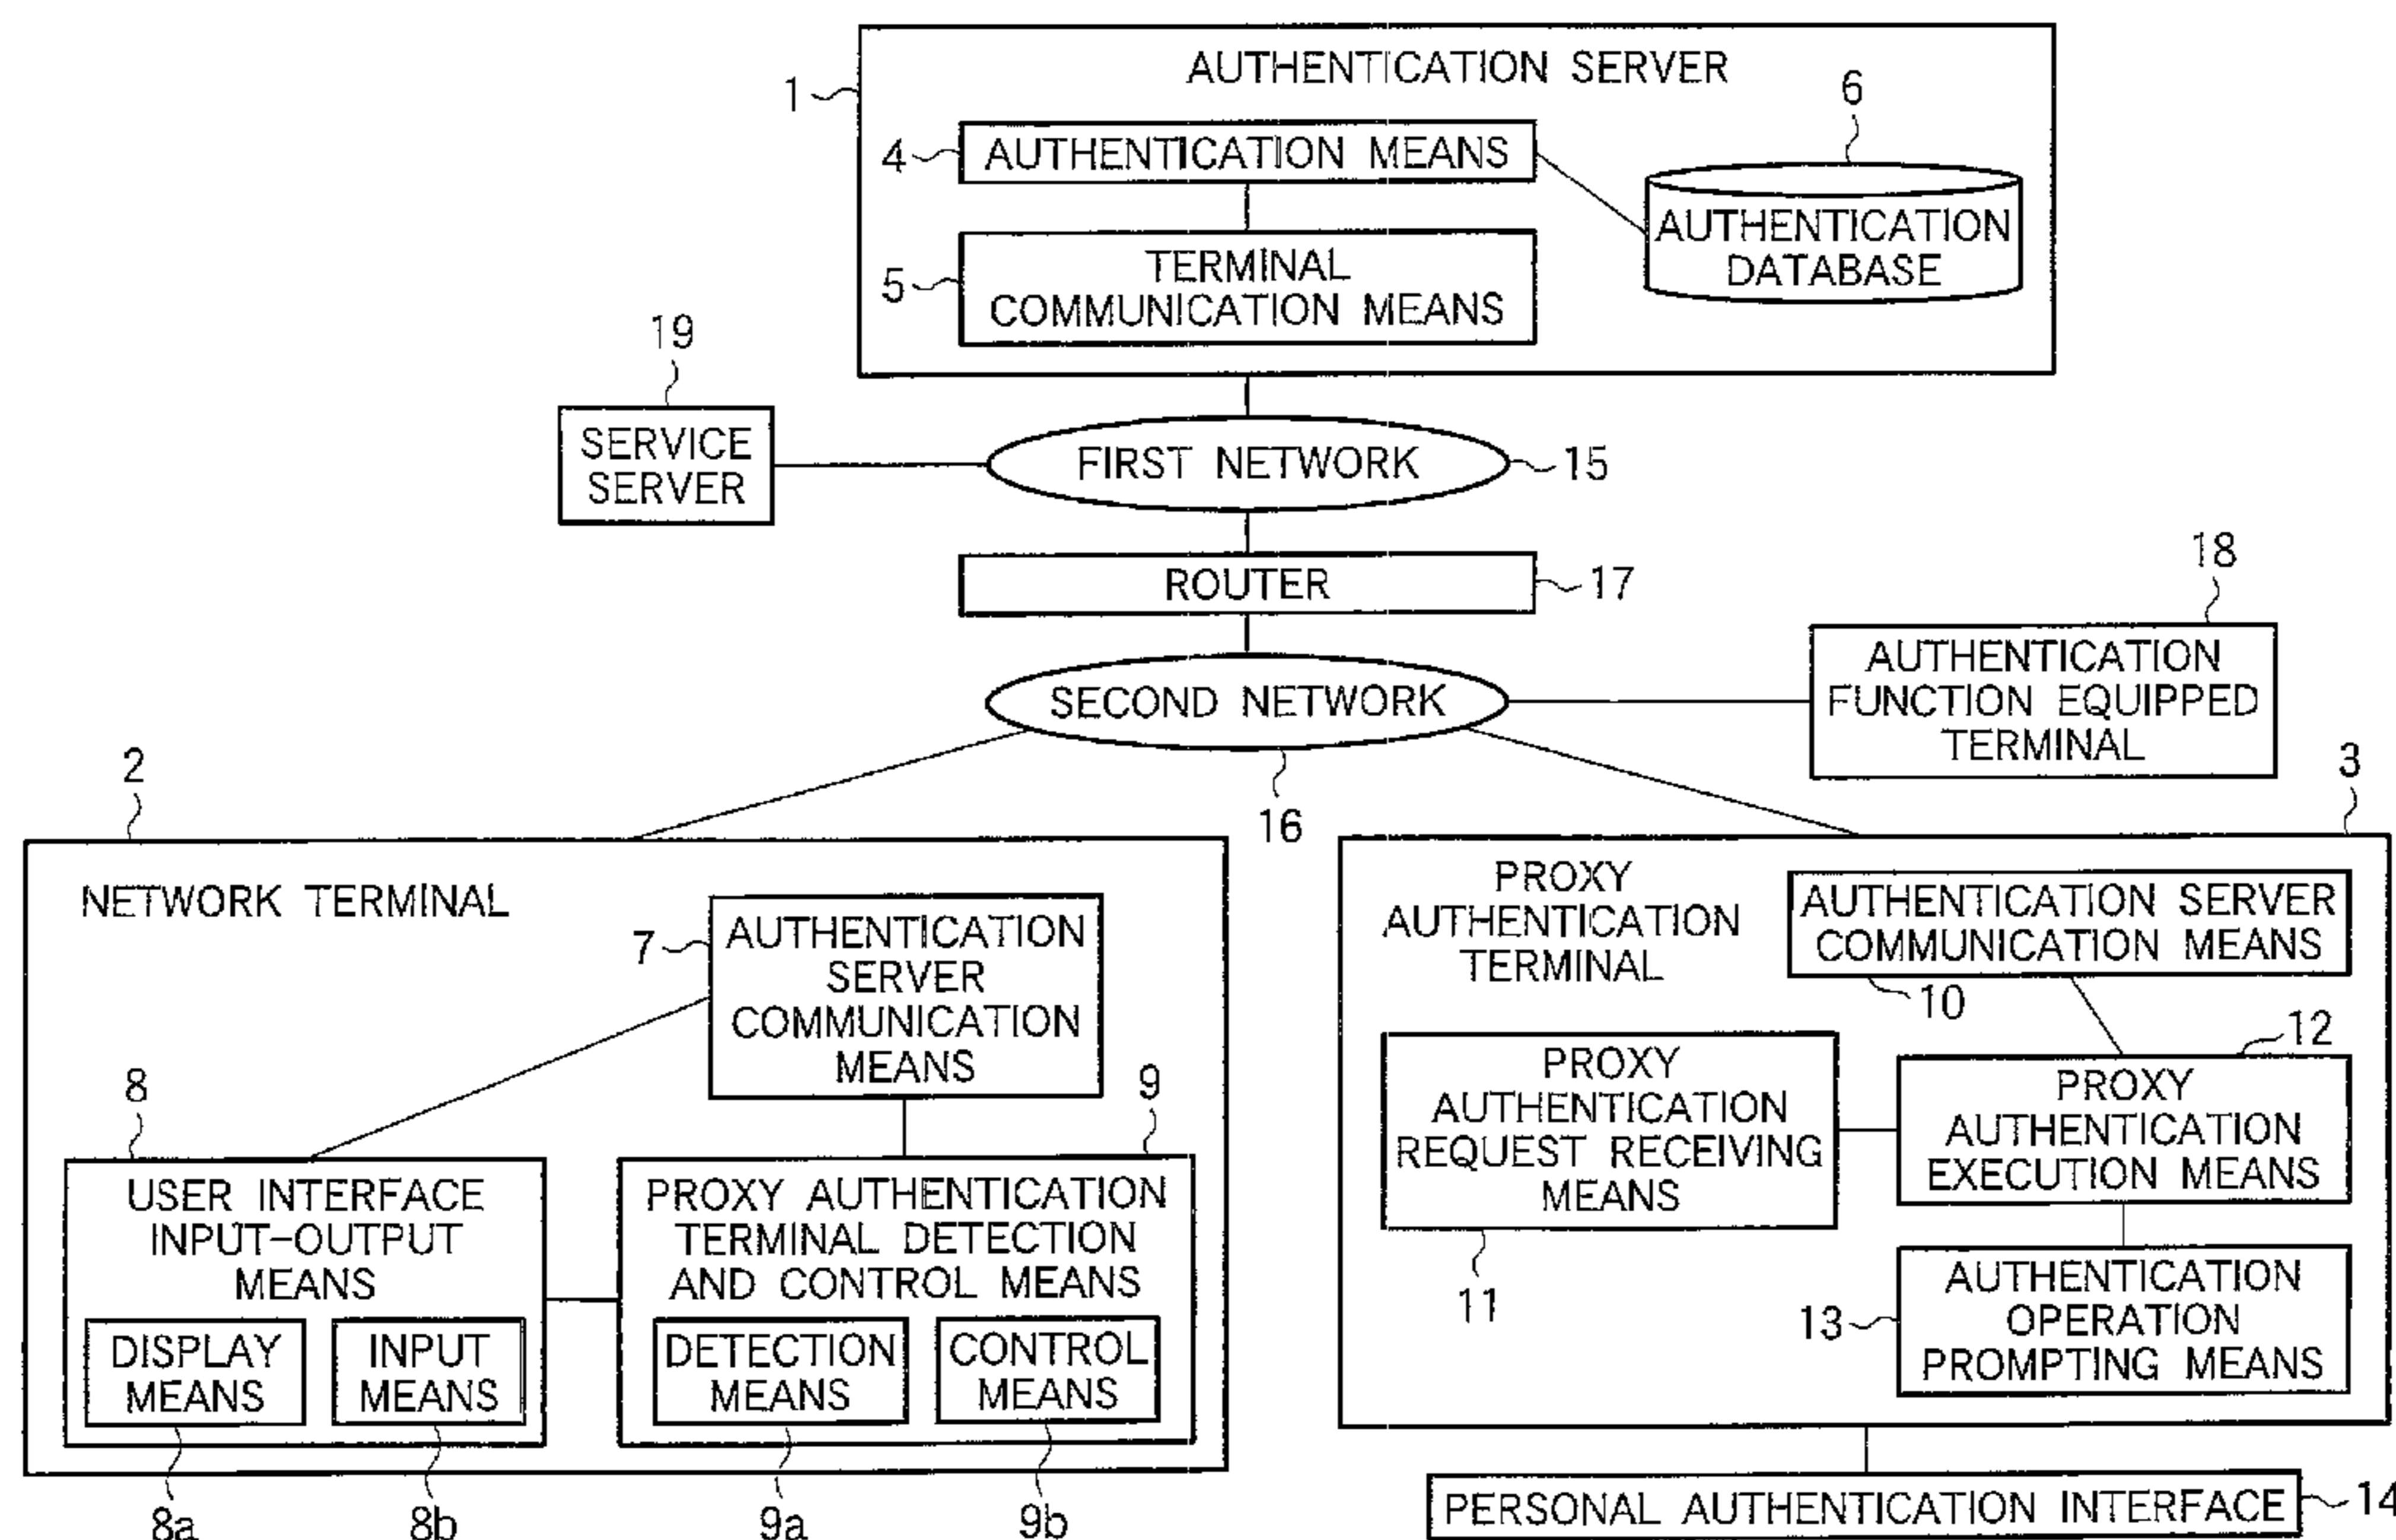 AUTHENTICATION SERVER
1
6
4
AUTHENTICATION MEANS
AUTHENTICATION
DATABASE
5
TERMINAL
COMMUNICATION MEANS
19
SERVICE
SERVER
FIRST NETWORK
15
ROUTER
17
18
AUTHENTICATION
FUNCTION EQUIPPED
TERMINAL
SECOND NETWORK
16
2
NETWORK TERMINAL
7
AUTHENTICATION
SERVER
COMMUNICATION
MEANS
8
USER INTERFACE
INPUT-OUTPUT
MEANS
DISPLAY
MEANS
INPUT
MEANS
8a
8b
9
PROXY AUTHENTICATION
TERMINAL DETECTION
AND CONTROL MEANS
DETECTION
MEANS
CONTROL
MEANS
9a
9b
3
PROXY
AUTHENTICATION
TERMINAL
AUTHENTICATION SERVER
COMMUNICATION MEANS
10
PROXY
AUTHENTICATION
REQUEST RECEIVING
MEANS
11
12
PROXY
AUTHENTICATION
EXECUTION MEANS
13
AUTHENTICATION
OPERATION
PROMPTING MEANS
PERSONAL AUTHENTICATION INTERFACE
14